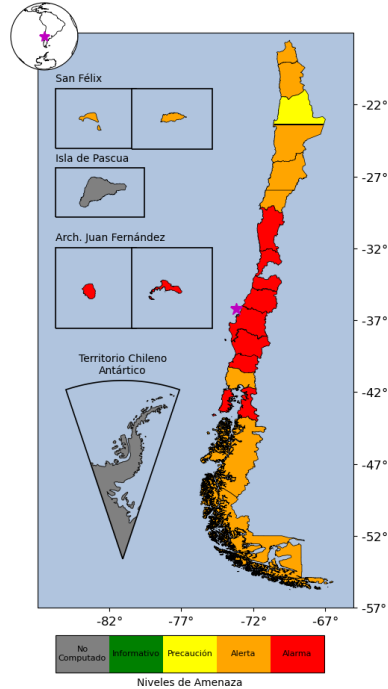 San Félix
Isla de Pascua
Arch. Juan Fernández
Territorio Chileno
Antártico
-22°
-27°
-32°
-37°
-42°
-47°
-52°
-57°
-82°
-77°
-72°
-67°
No
Computado
Informativo
Precaución
Alerta
Alerma
Niveles de Amenaza